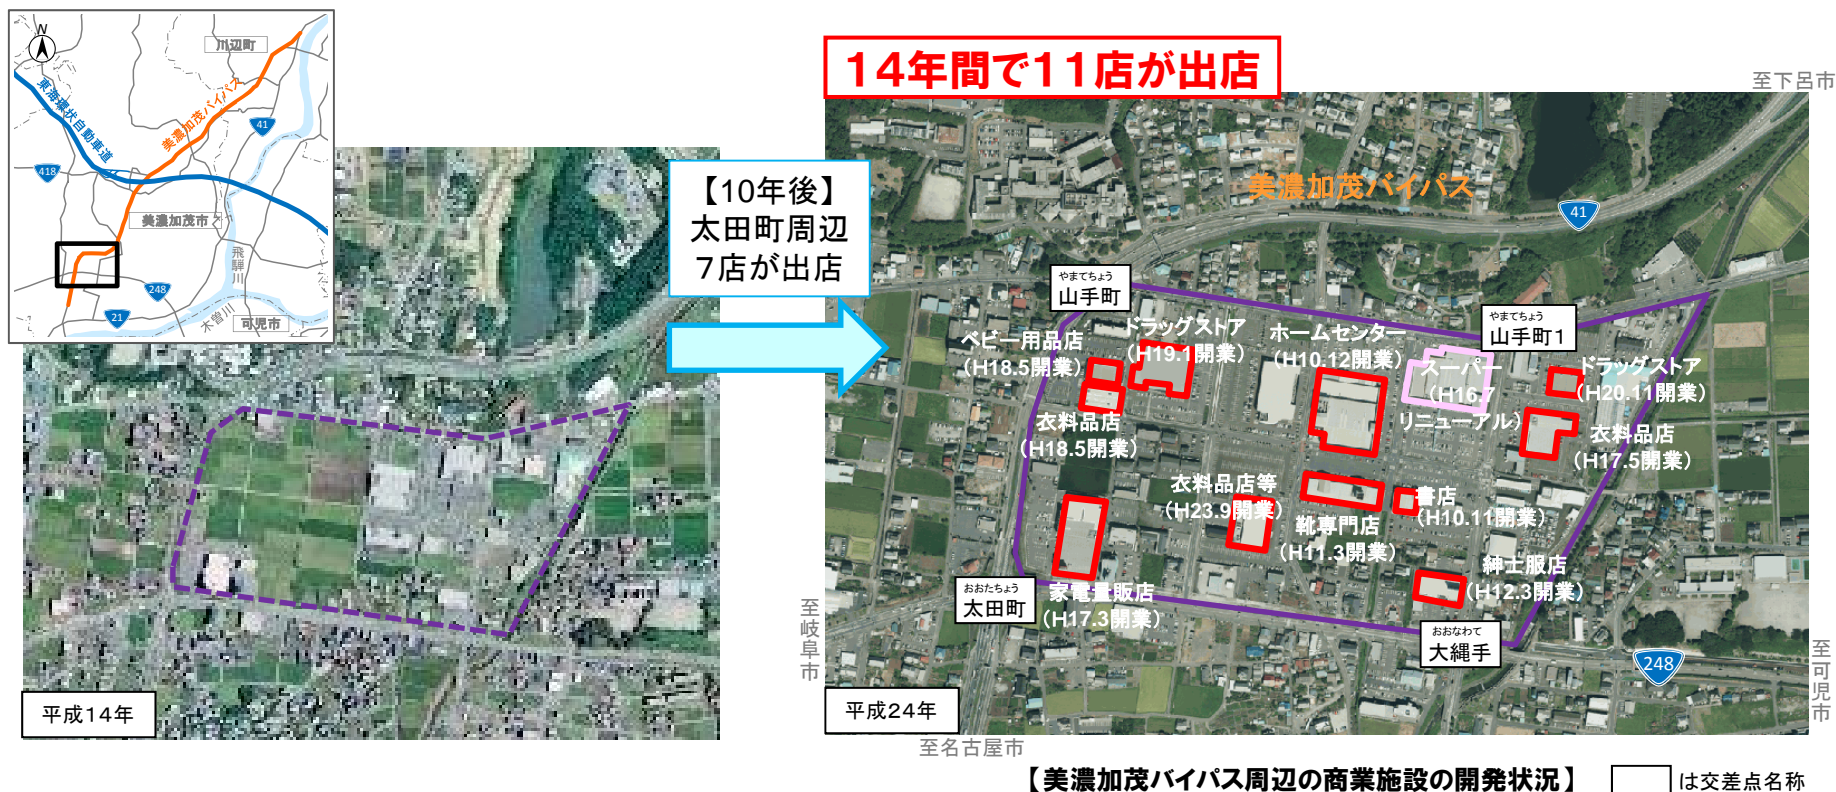 N
川辺町
東海環状自動車道
美濃加茂バイパス
41
418
美濃加茂市
飛騨川
248
21
木曽川
可児市
平成14年
【10年後】
太田町周辺
7店が出店
14年間で11店が出店
至下呂市
美濃加茂バイパス
41
やまてちょう
山手町
やまてちょう
山手町1
ベビー用品店
（H18.5開業）
ドラッグストア
（H19.1開業）
ホームセンター
（H10.12開業）
スーパー
（H16.7
リニューアル）
ドラッグストア
（H20.11開業）
衣料品店
（H18.5開業）
衣料品店
（H17.5開業）
衣料品店等
（H23.9開業）
靴専門店
（H11.3開業）
書店
（H10.11開業）
紳士服店
（H12.3開業）
家電量販店
（H17.3開業）
おおたちょう
太田町
おおなわて
大縄手
248
至岐阜市
至可児市
平成24年
至名古屋市
【美濃加茂バイパス周辺の商業施設の開発状況】
は交差点名称